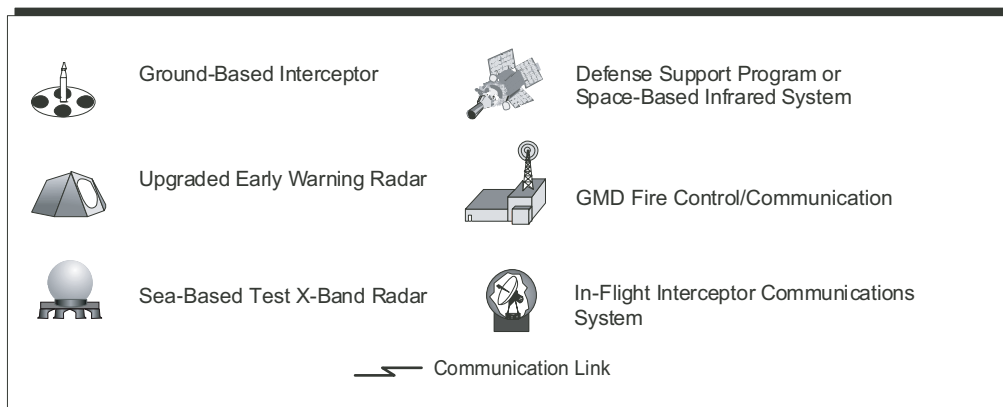 Ground-Based Interceptor
Defense Support Program or
Space-Based Infrared System
Upgraded Early Warning Radar
GMD Fire Control/Communication
Sea-Based Test X-Band Radar
In-Flight Interceptor Communications
System
Communication Link